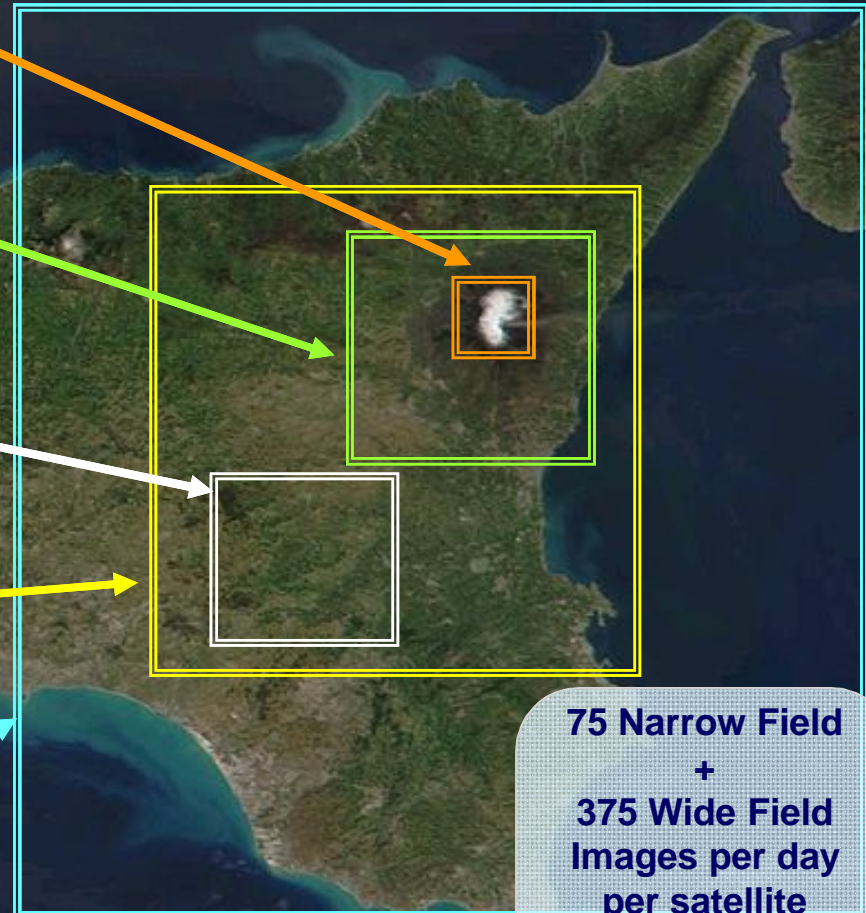 75 Narrow Field
+
375 Wide Field
Images per day
per satellite